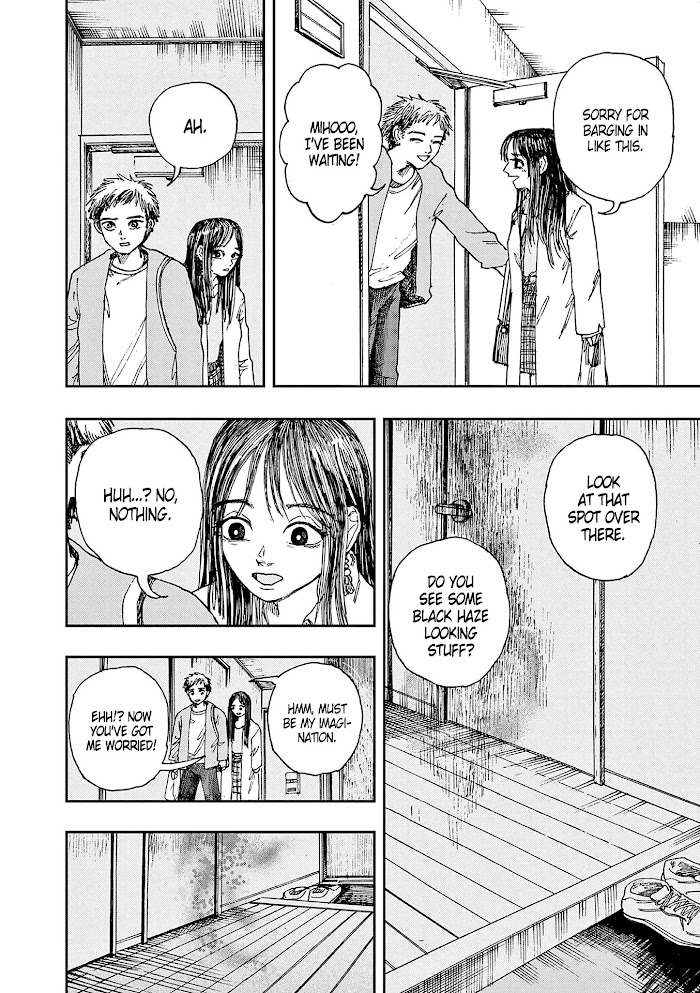 SORRY FOR
BARGING IN
LIKE THIS.
MIHOOO,
I'VE BEEN
WAITING!
AH.
LOOK
AT THAT
SPOT OVER
THERE.
DO YOU
SEE SOME
BLACK HAZE
LOOKING
STUFF?
HUH...? NO,
NOTHING.
HMM, MUST
BE MY IMAGI-
NATION.
EHH!? NOW
YOU'VE GOT
ME WORRIED!